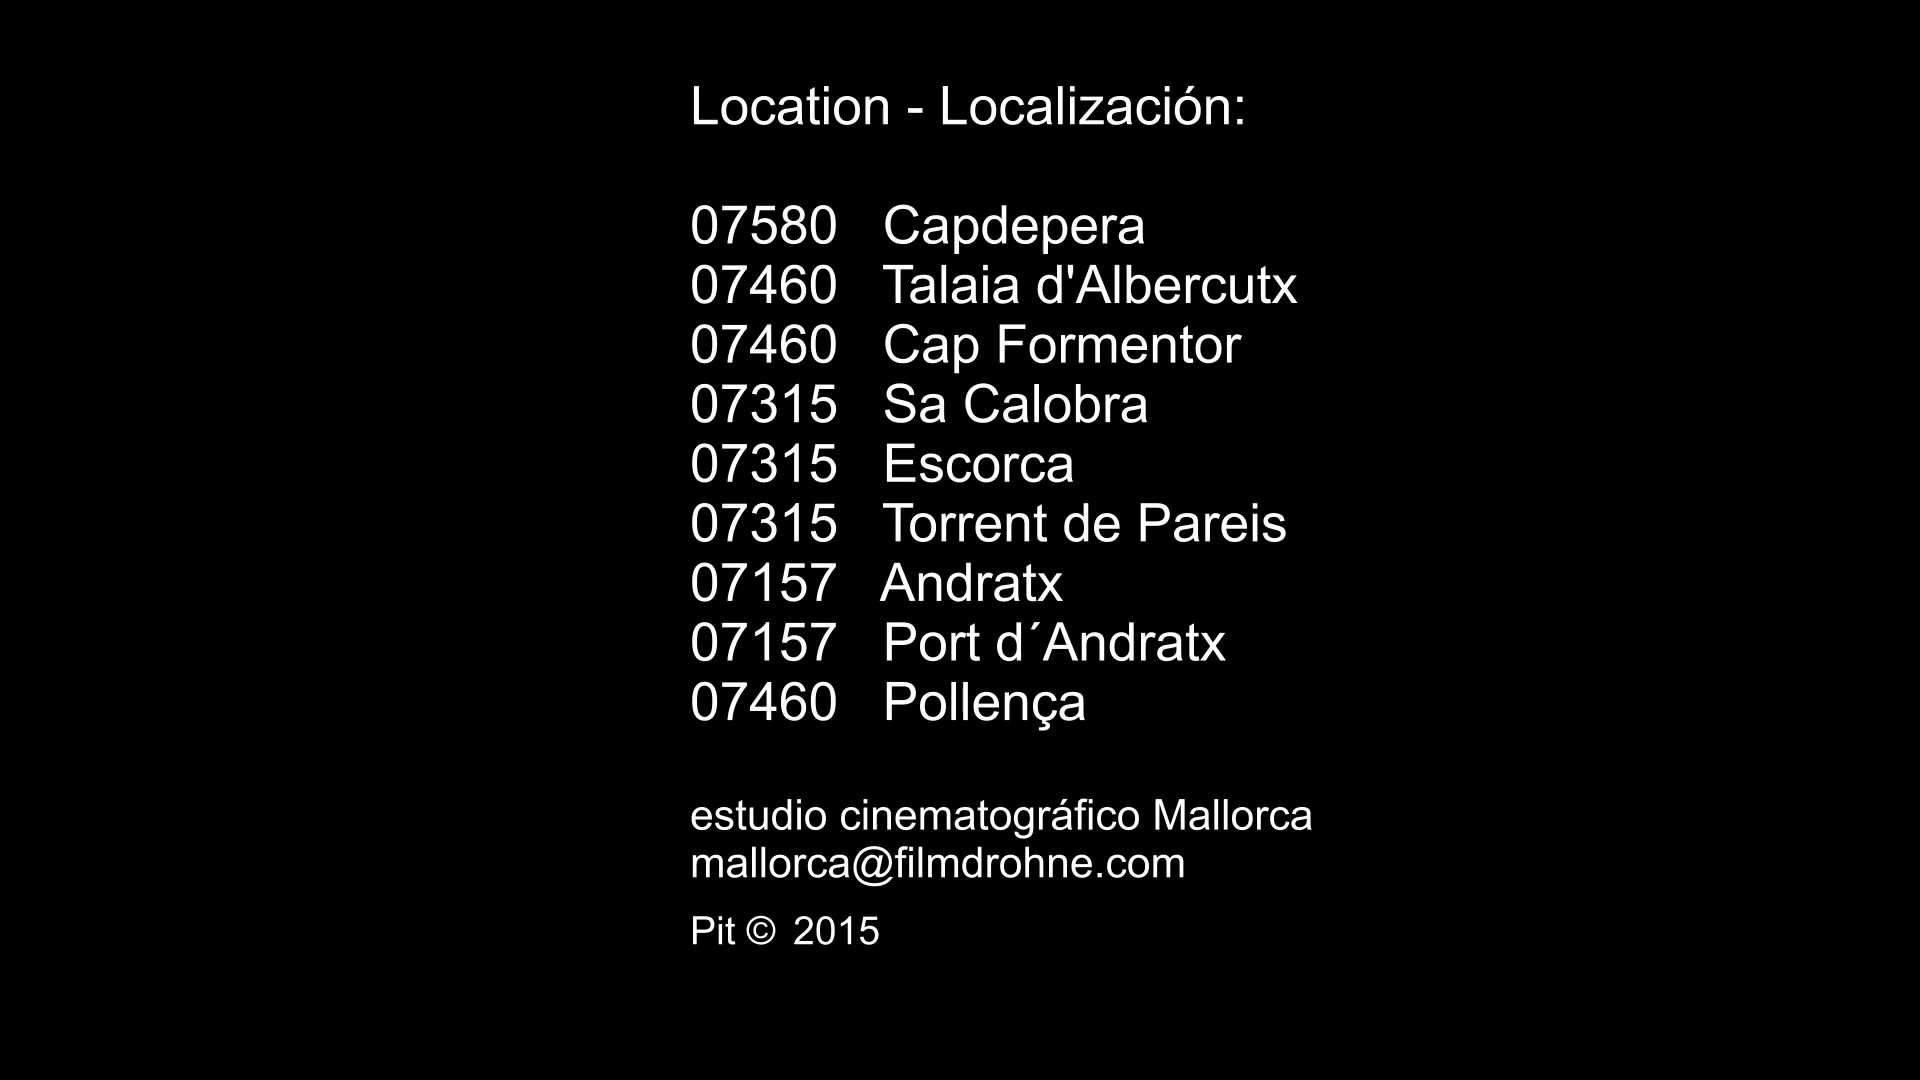 Location - Localización:
07580 Capdepera
07460 Talaia d'Albercutx
07460 Cap Formentor
07315 Sa Calobra
07315 Escorca
07315 Torrent de Pareis
07157 Andratx
07157 Port d´Andratx
07460 Pollença
estudio cinematográfico Mallorca
mallorca@filmdrohne.com
Pit © 2015